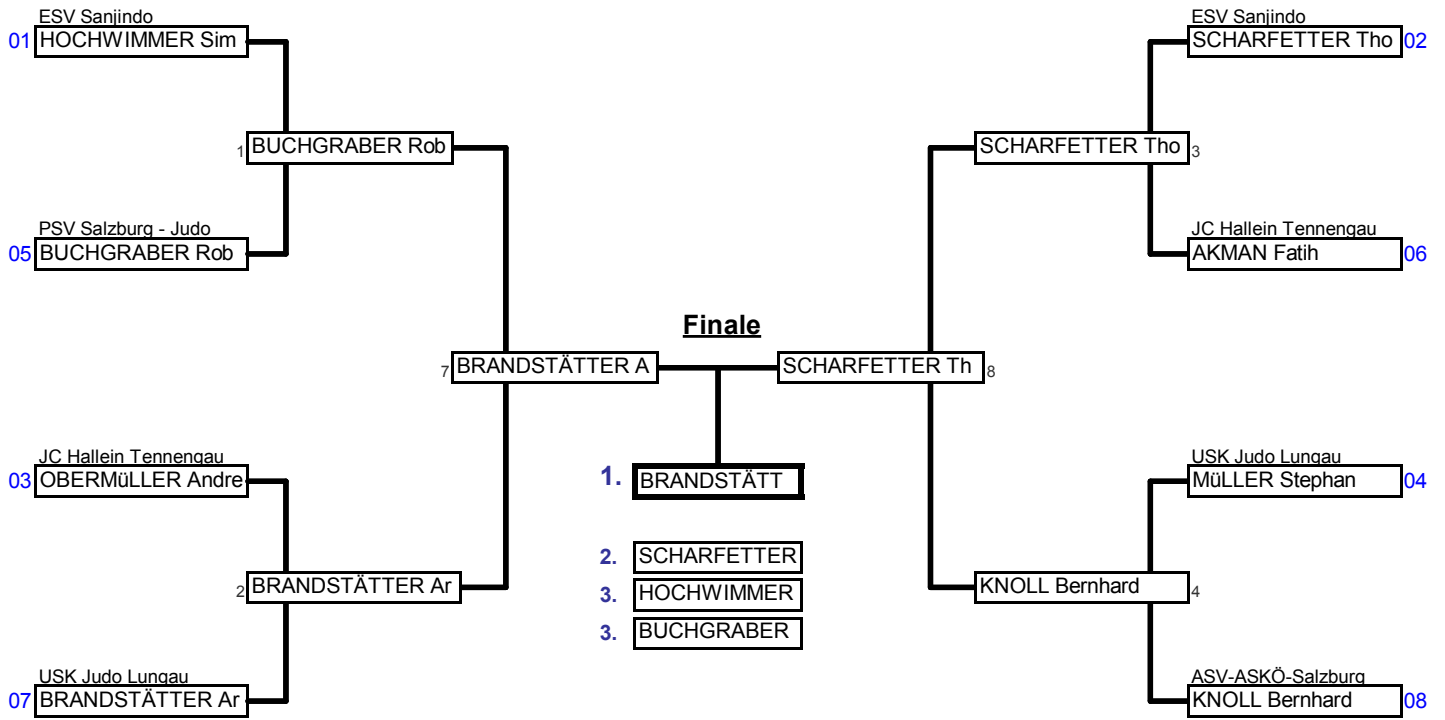 ESV Sanjindo
01 HOCHWIMMER Sim
ESV Sanjindo
SCHARFETTER Tho 02
1 BUCHGRABER Rob
SCHARFETTER Tho 3
PSV Salzburg - Judo
05 BUCHGRABER Rob
JC Hallein Tennengau
AKMAN Fatih 06
Finale
7 BRANDSTÄTTER A
SCHARFETTER Th 8
JC Hallein Tennengau
03 OBERMüLLER Andre
USK Judo Lungau
MüLLER Stephan 04
1. BRANDSTÄTT
2. SCHARFETTER
3. HOCHWIMMER
3. BUCHGRABER
2 BRANDSTÄTTER Ar
KNOLL Bernhard 4
USK Judo Lungau
07 BRANDSTÄTTER Ar
ASV-ASKÖ-Salzburg
KNOLL Bernhard 08